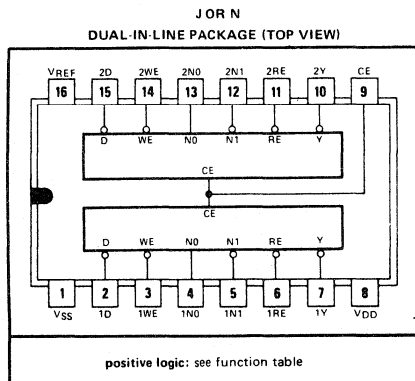 J OR N
DUAL-IN-LINE PACKAGE (TOP VIEW)
VREF 2D 2WE 2N0 2N1 2RE 2Y CE
16 15 14 13 12 11 10 9
D WE N0 N1 RE Y
CE
CE
D WE N0 N1 RE Y
1 2 3 4 5 6 7 8
VSS 1D 1WE 1N0 1N1 1RE 1Y VDD
positive logic: see function table